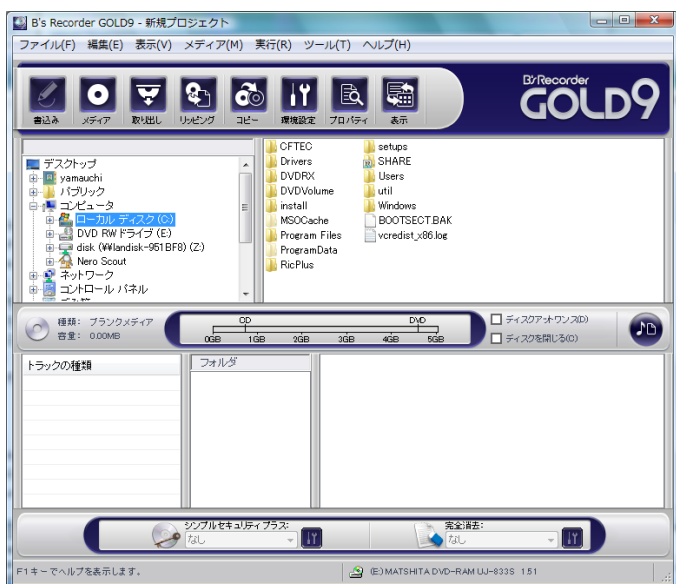 B's Recorder GOLD9 - 新規プロジェクト
ファイル(F) 編集(E) 表示(V) メディア(M) 実行(R) ツール(T) ヘルプ(H)
書込み メディア 取り出し リッピング コピー 環境設定 プロパティ 表示
B's Recorder
GOLD9
デスクトップ
yamauchi
パブリック
コンピュータ
ローカル ディスク (C:)
DVD RW ドライブ (E:)
disk (¥¥landisk-951BF8) (Z:)
Nero Scout
ネットワーク
コントロール パネル
ごみ箱
CFTEC
Drivers
DVDRX
DVDVolume
install
MSOCache
Program Files
ProgramData
RicPlus
setups
SHARE
Users
util
Windows
BOOTSECT.BAK
vcredist_x86.log
種類: ブランクメディア
容量: 0.00MB
CD DVD
0GB 1GB 2GB 3GB 4GB 5GB
ディスクアットワンス(D)
ディスクを閉じる(O)
トラックの種類
フォルダ
シンプルセキュリティ プラス:
なし
完全消去:
なし
F1キーでヘルプを表示します。
(E:) MATSHITA DVD-RAM UJ-833S 1.51